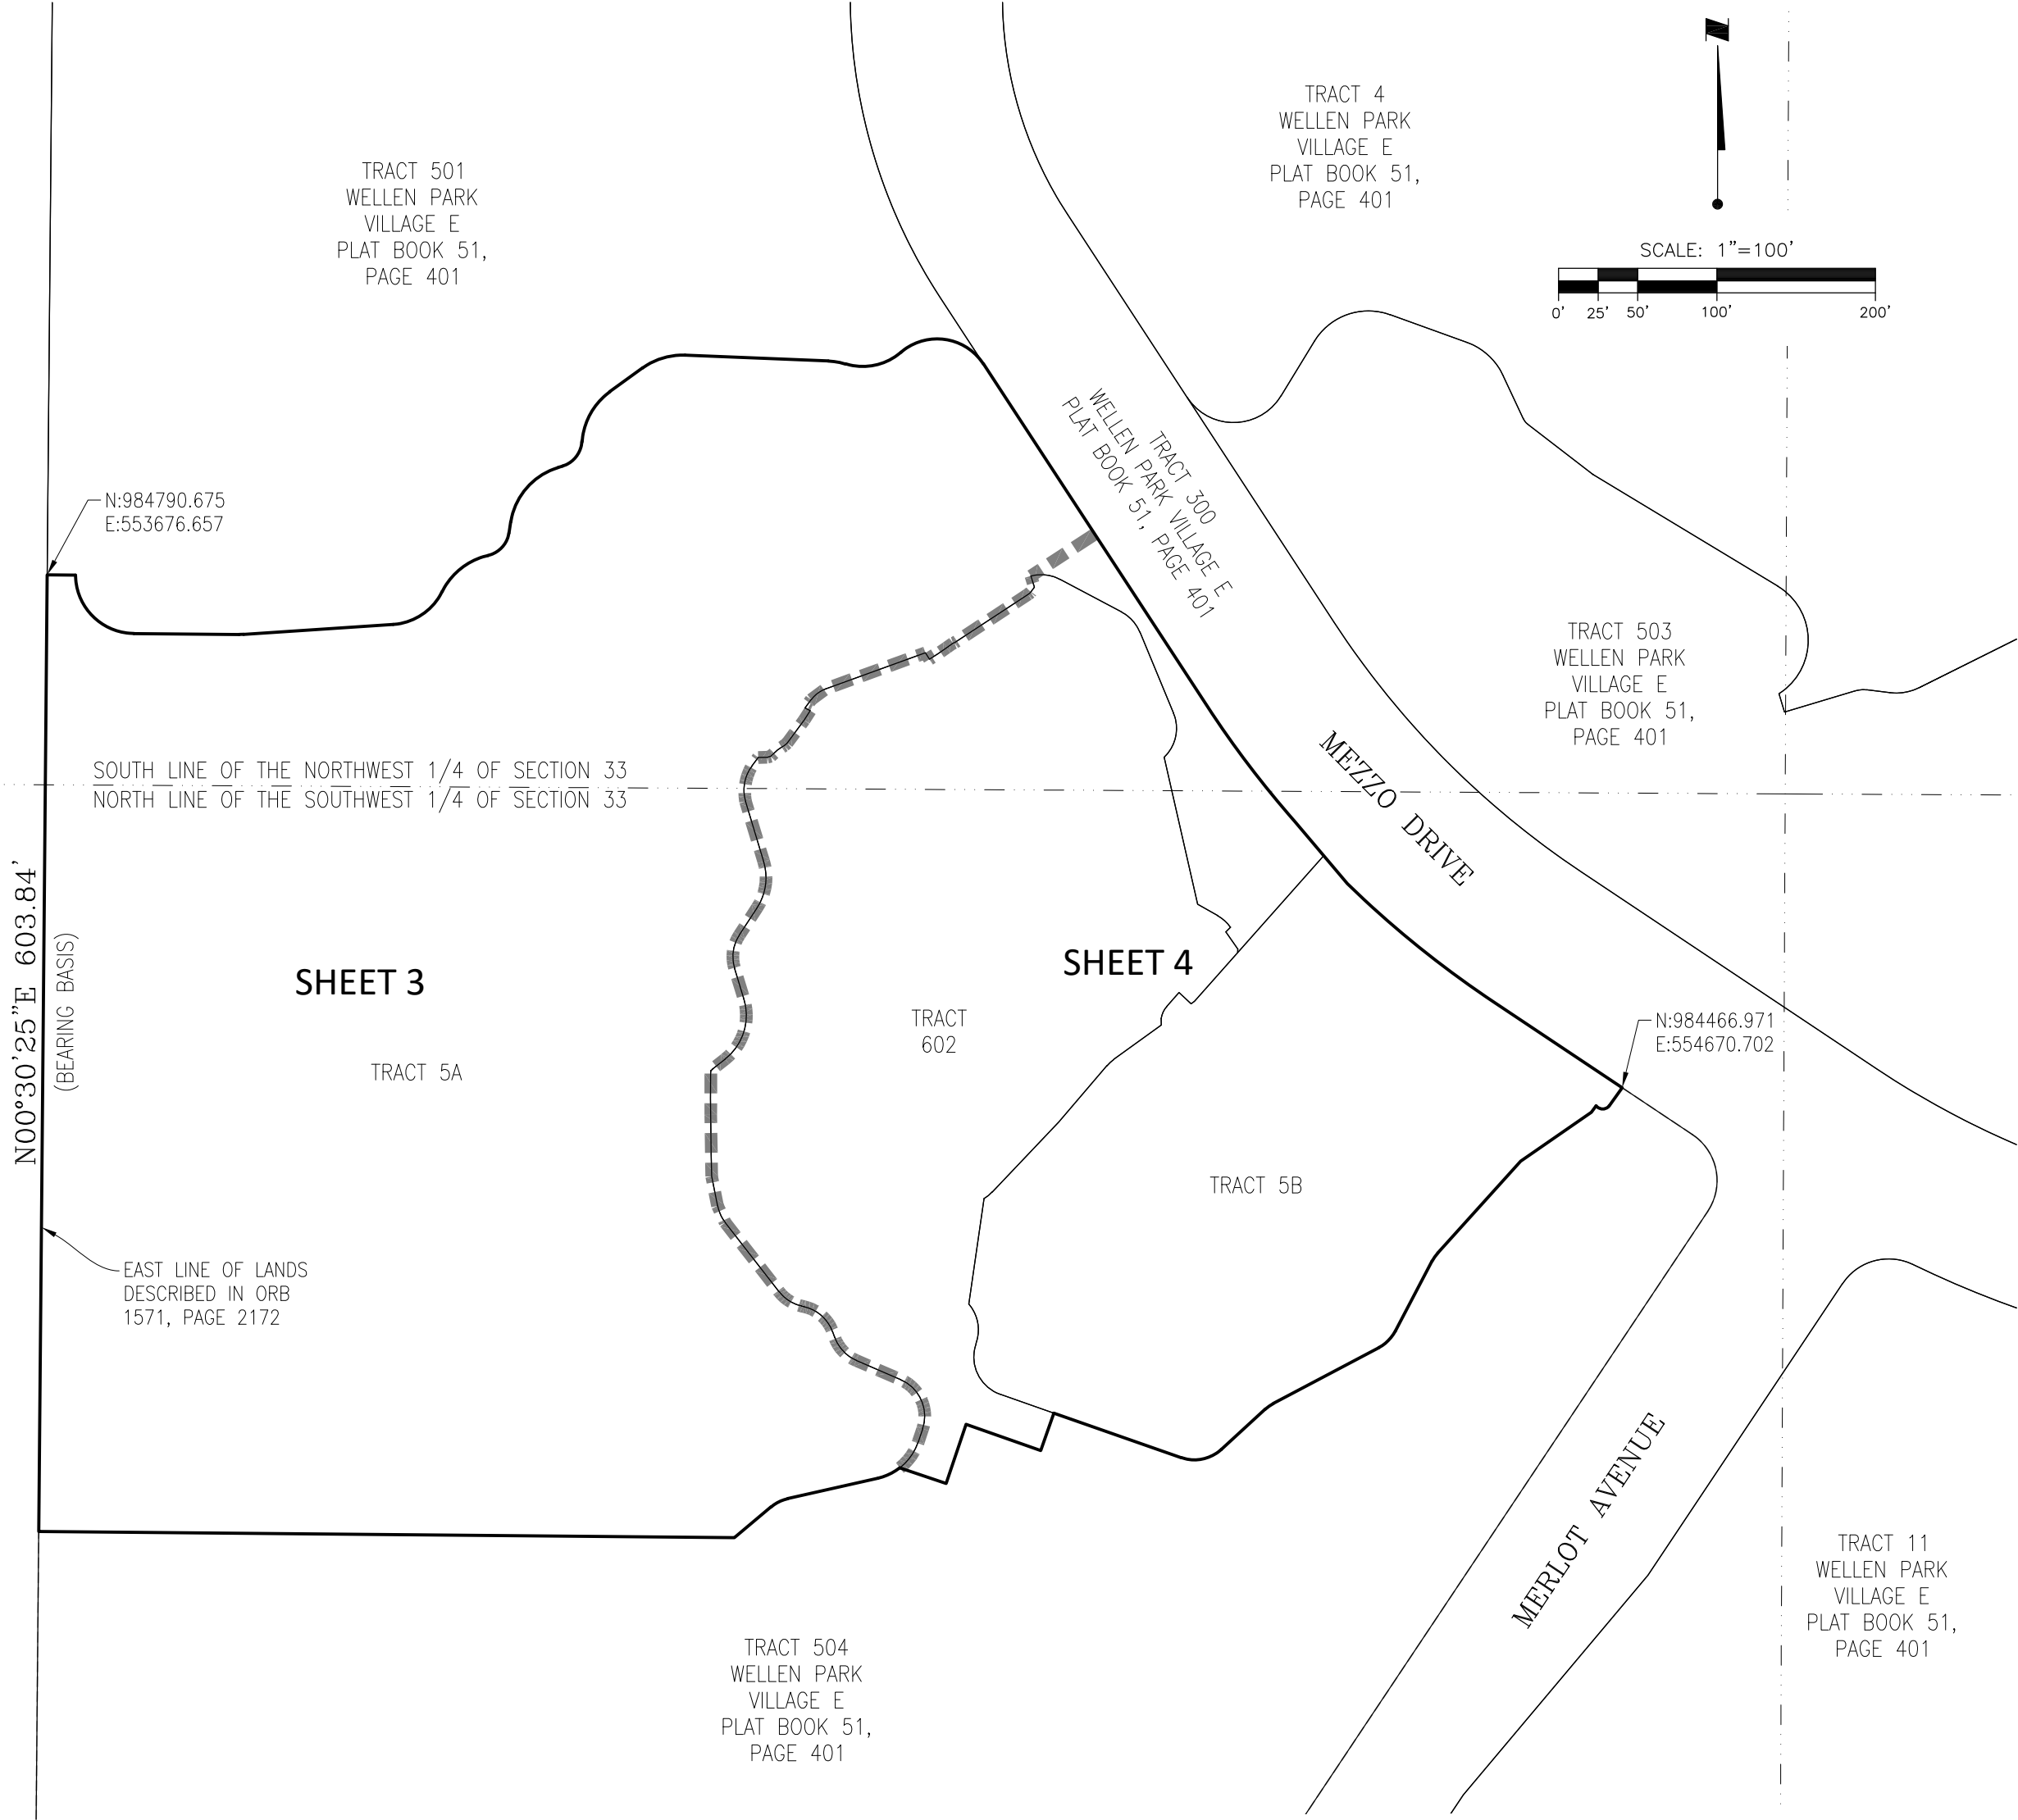 N
TRACT 4
WELLEN PARK
VILLAGE E
PLAT BOOK 51,
PAGE 401
TRACT 501
WELLEN PARK
VILLAGE E
PLAT BOOK 51,
PAGE 401
SCALE: 1"=100'
0' 25' 50' 100' 200'
TRACT 300
WELLEN PARK VILLAGE E
PLAT BOOK 51, PAGE 401
N:984790.675
E:553676.657
TRACT 503
WELLEN PARK
VILLAGE E
PLAT BOOK 51,
PAGE 401
MEZZO DRIVE
SOUTH LINE OF THE NORTHWEST 1/4 OF SECTION 33
NORTH LINE OF THE SOUTHWEST 1/4 OF SECTION 33
N00°30'25"E 603.84'
(BEARING BASIS)
SHEET 3
SHEET 4
TRACT
602
N:984466.971
E:554670.702
TRACT 5A
TRACT 5B
EAST LINE OF LANDS
DESCRIBED IN ORB
1571, PAGE 2172
MERLOT AVENUE
TRACT 11
WELLEN PARK
VILLAGE E
PLAT BOOK 51,
PAGE 401
TRACT 504
WELLEN PARK
VILLAGE E
PLAT BOOK 51,
PAGE 401